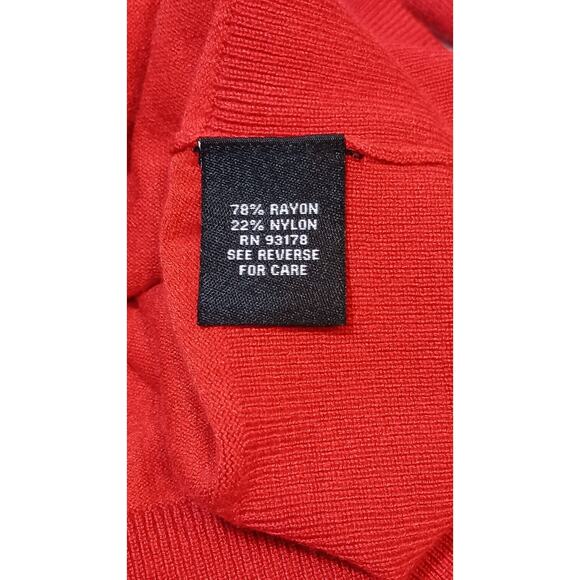 78% RAYON
22% NYLON
RN 93178
SEE REVERSE
FOR CARE